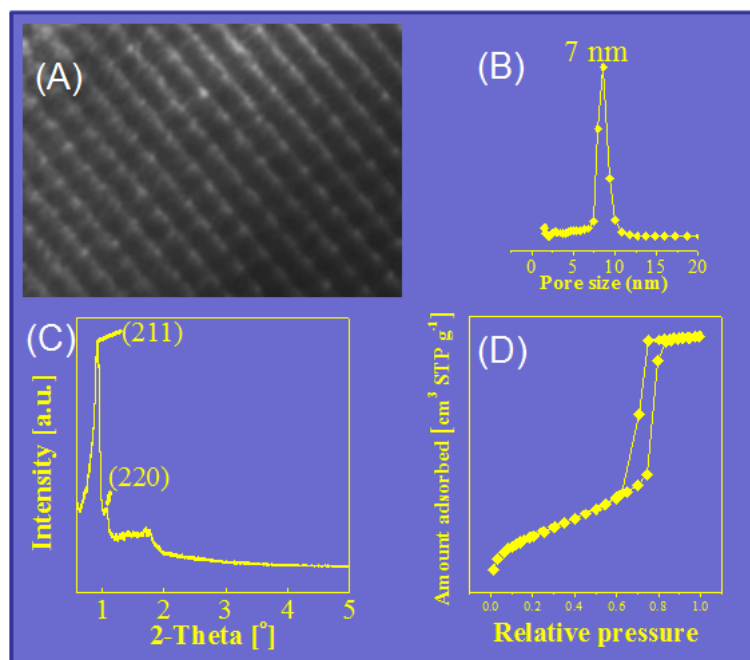 (A)
(B)
7 nm
0 5 10 15 20
Pore size (nm)
(C)
(211)
(220)
Intensity [a.u.]
1 2 3 4 5
2-Theta [°]
(D)
Amount adsorbed [cm³ STP g⁻¹]
0.0 0.2 0.4 0.6 0.8 1.0
Relative pressure